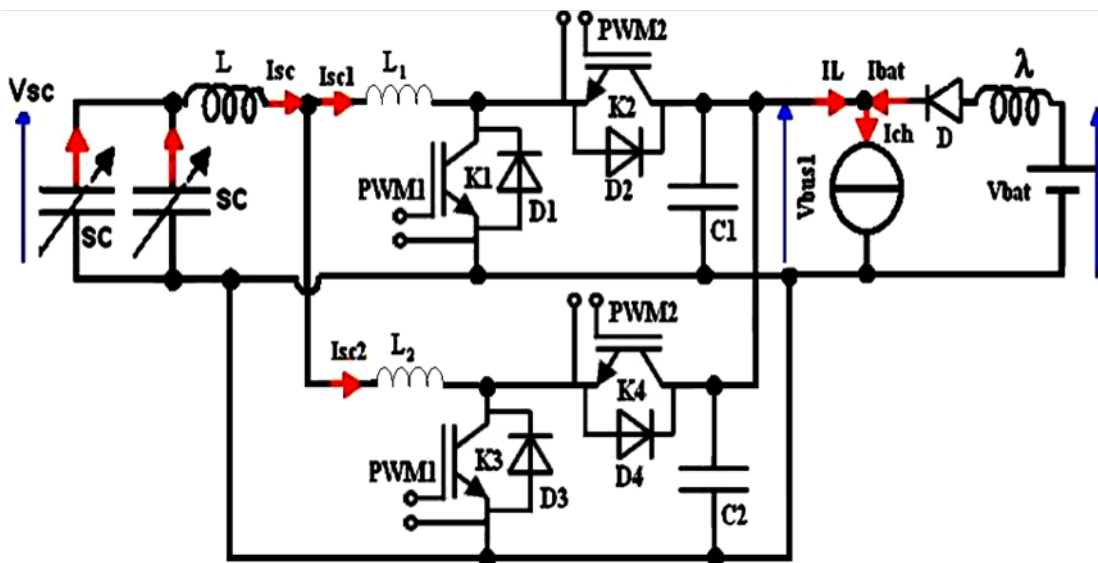 PWM2
Vsc
L
Isc
Isc1
L₁
IL
Ibat
λ
K2
D
Ich
PWM1
K1
D1
D2
C1
Vbus1
Vbat
SC
SC
PWM2
Isc2
L₂
K4
D4
PWM1
K3
D3
C2